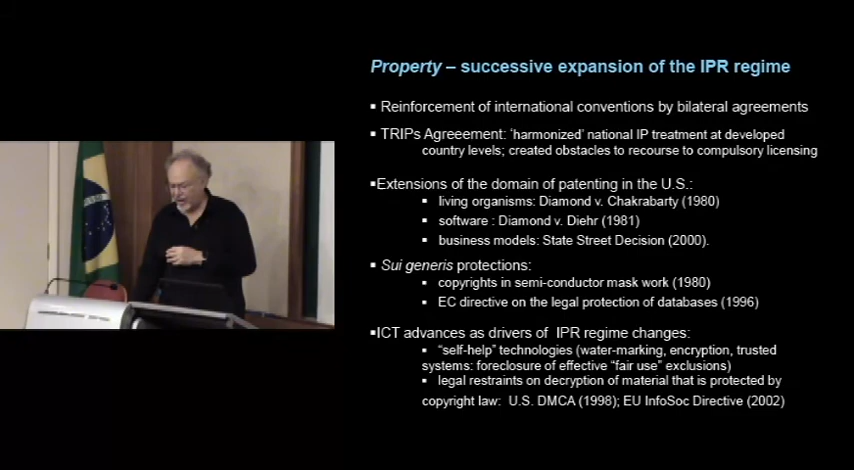 Property – successive expansion of the IPR regime
▪ Reinforcement of international conventions by bilateral agreements
▪ TRIPs Agreeement: ‘harmonized’ national IP treatment at developed
country levels; created obstacles to recourse to compulsory licensing
▪Extensions of the domain of patenting in the U.S.:
▪ living organisms: Diamond v. Chakrabarty (1980)
▪ software : Diamond v. Diehr (1981)
▪ business models: State Street Decision (2000).
▪ Sui generis protections:
▪ copyrights in semi-conductor mask work (1980)
▪ EC directive on the legal protection of databases (1996)
▪ICT advances as drivers of IPR regime changes:
▪ “self-help” technologies (water-marking, encryption, trusted
systems: foreclosure of effective “fair use” exclusions)
▪ legal restraints on decryption of material that is protected by
copyright law: U.S. DMCA (1998); EU InfoSoc Directive (2002)